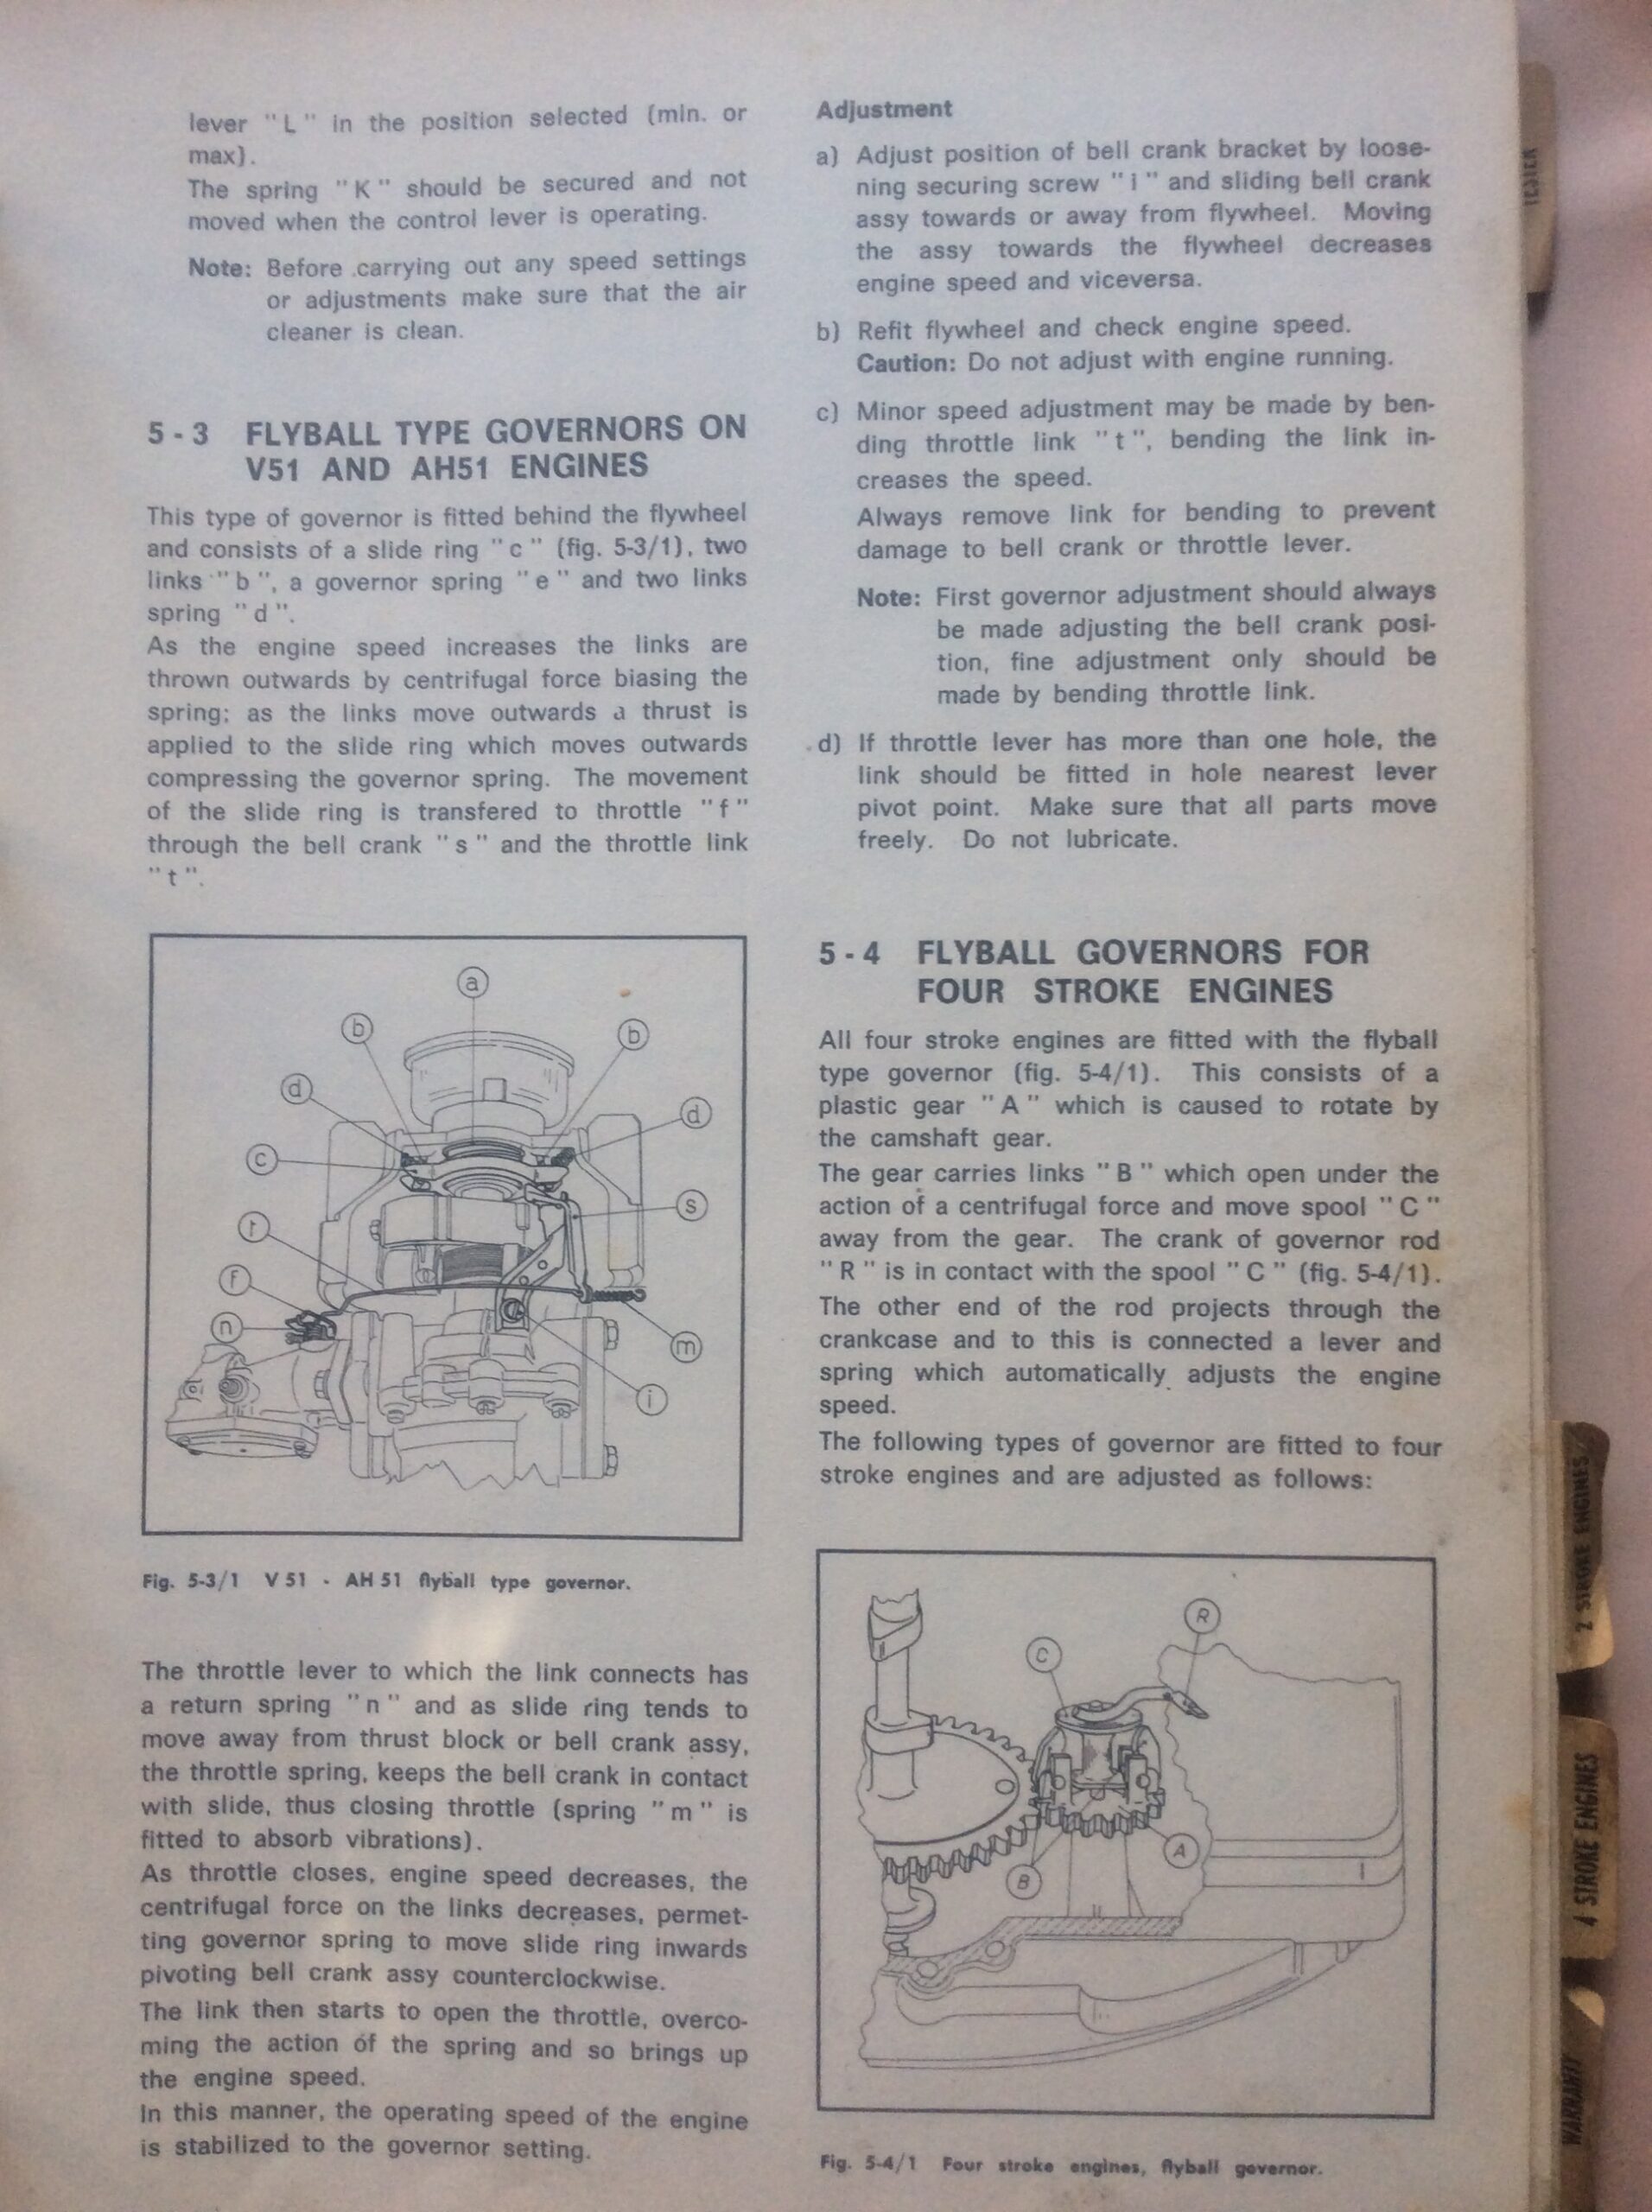 lever "L" in the position selected (min. or
max).
The spring "K" should be secured and not
moved when the control lever is operating.
Note: Before carrying out any speed settings
or adjustments make sure that the air
cleaner is clean.
5-3 FLYBALL TYPE GOVERNORS ON
V51 AND AH51 ENGINES
This type of governor is fitted behind the flywheel
and consists of a slide ring "c" (fig. 5-3/1), two
links "b", a governor spring "e" and two links
spring "d".
As the engine speed increases the links are
thrown outwards by centrifugal force biasing the
spring; as the links move outwards a thrust is
applied to the slide ring which moves outwards
compressing the governor spring. The movement
of the slide ring is transfered to throttle "f"
through the bell crank "s" and the throttle link
"t".
a
b
b
d
d
c
s
t
f
n
m
i
Fig. 5-3/1 V 51 - AH 51 flyball type governor.
The throttle lever to which the link connects has
a return spring "n" and as slide ring tends to
move away from thrust block or bell crank assy,
the throttle spring, keeps the bell crank in contact
with slide, thus closing throttle (spring "m" is
fitted to absorb vibrations).
As throttle closes, engine speed decreases, the
centrifugal force on the links decreases, permet-
ting governor spring to move slide ring inwards
pivoting bell crank assy counterclockwise.
The link then starts to open the throttle, overco-
ming the action of the spring and so brings up
the engine speed.
In this manner, the operating speed of the engine
is stabilized to the governor setting.
Adjustment
a) Adjust position of bell crank bracket by loose-
ning securing screw "i" and sliding bell crank
assy towards or away from flywheel. Moving
the assy towards the flywheel decreases
engine speed and viceversa.
b) Refit flywheel and check engine speed.
Caution: Do not adjust with engine running.
c) Minor speed adjustment may be made by ben-
ding throttle link "t", bending the link in-
creases the speed.
Always remove link for bending to prevent
damage to bell crank or throttle lever.
Note: First governor adjustment should always
be made adjusting the bell crank posi-
tion, fine adjustment only should be
made by bending throttle link.
d) If throttle lever has more than one hole, the
link should be fitted in hole nearest lever
pivot point. Make sure that all parts move
freely. Do not lubricate.
5-4 FLYBALL GOVERNORS FOR
FOUR STROKE ENGINES
All four stroke engines are fitted with the flyball
type governor (fig. 5-4/1). This consists of a
plastic gear "A" which is caused to rotate by
the camshaft gear.
The gear carries links "B" which open under the
action of a centrifugal force and move spool "C"
away from the gear. The crank of governor rod
"R" is in contact with the spool "C" (fig. 5-4/1).
The other end of the rod projects through the
crankcase and to this is connected a lever and
spring which automatically adjusts the engine
speed.
The following types of governor are fitted to four
stroke engines and are adjusted as follows:
R
C
A
B
Fig. 5-4/1 Four stroke engines, flyball governor.
TESTER
2 STROKE ENGINES
4 STROKE ENGINES
WARRANTY